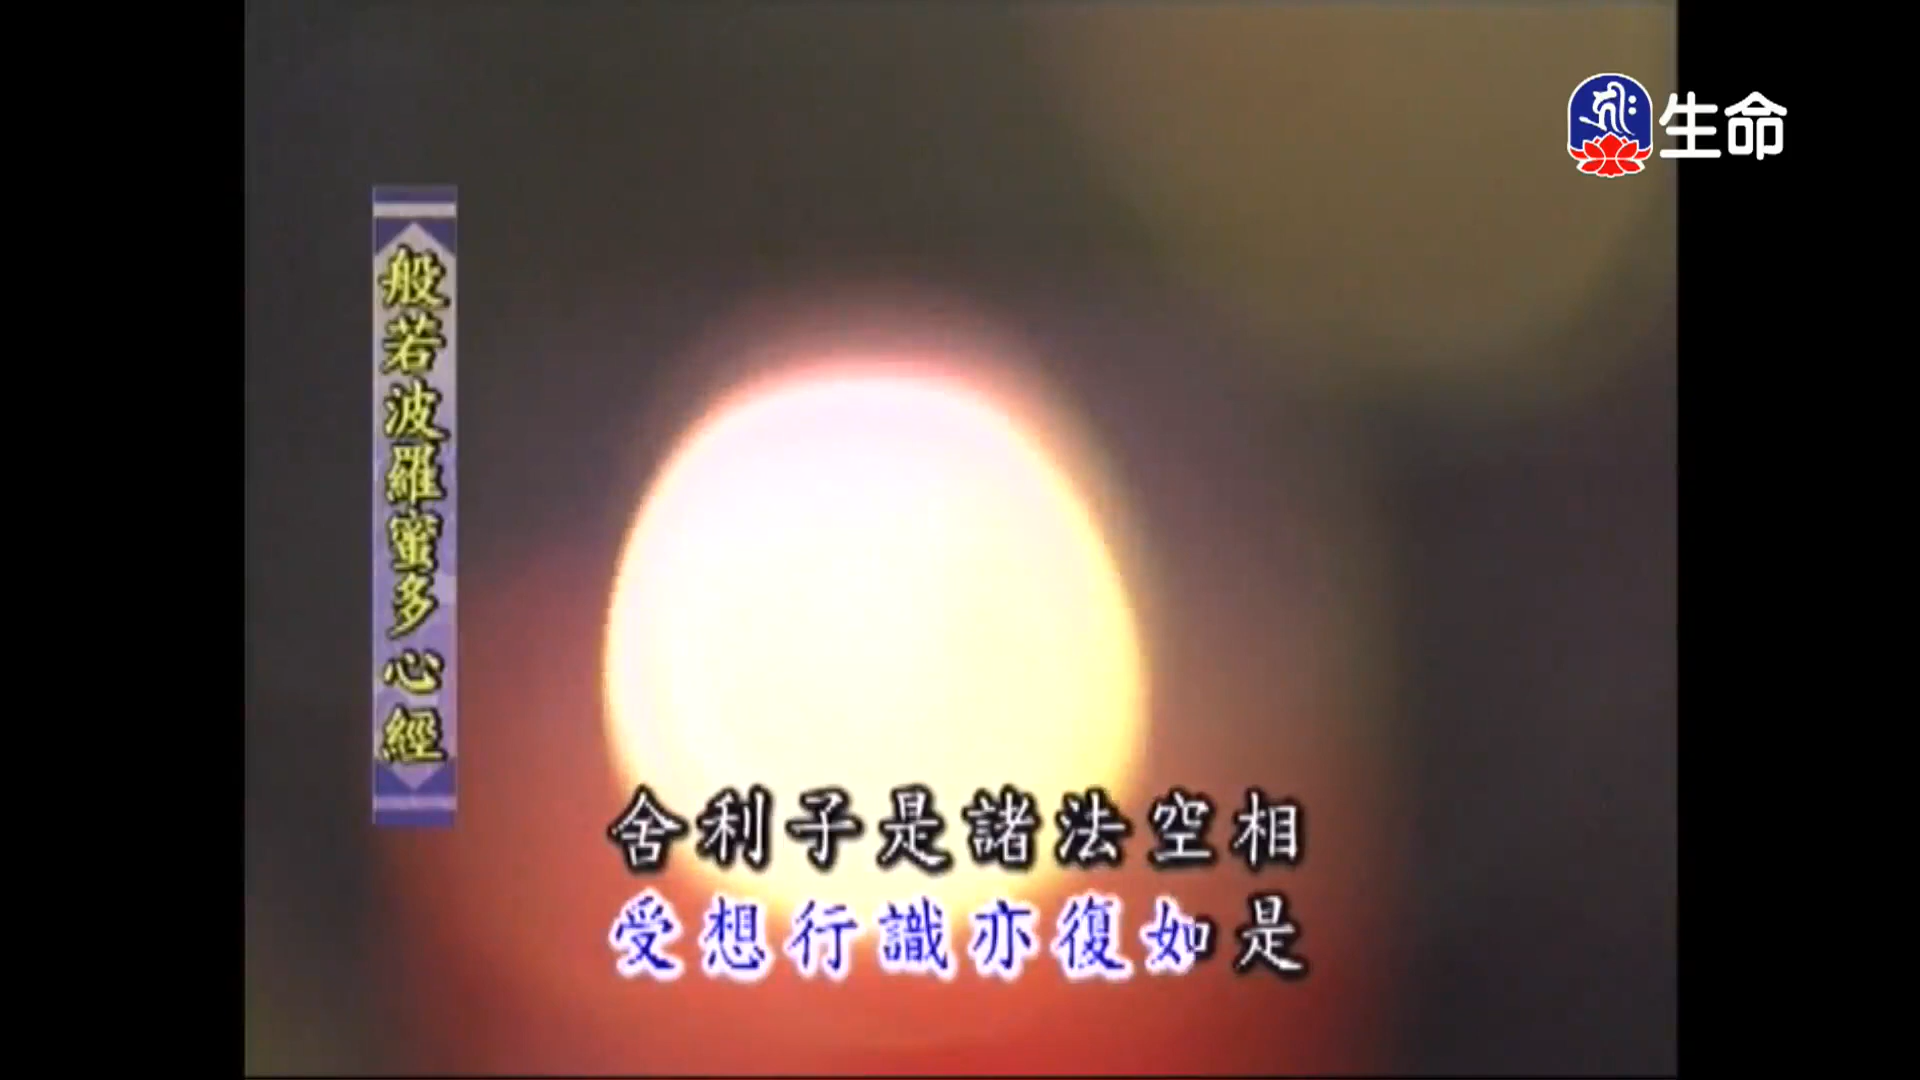 生命
般若波羅蜜多心經
舍利子是諸法空相
受想行識亦復如是